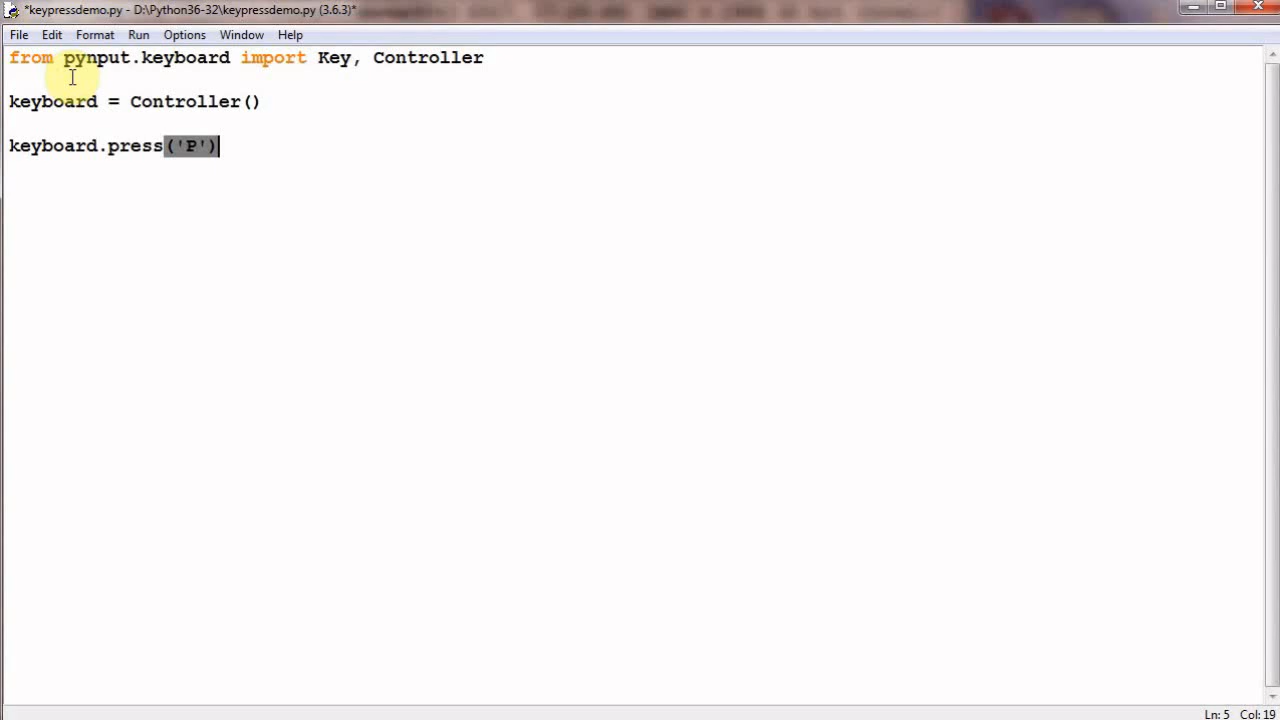 *keypressdemo.py - D:\Python36-32\keypressdemo.py (3.6.3)*
File Edit Format Run Options Window Help
from pynput.keyboard import Key, Controller
keyboard = Controller()
keyboard.press('P')
Ln: 5 Col: 19